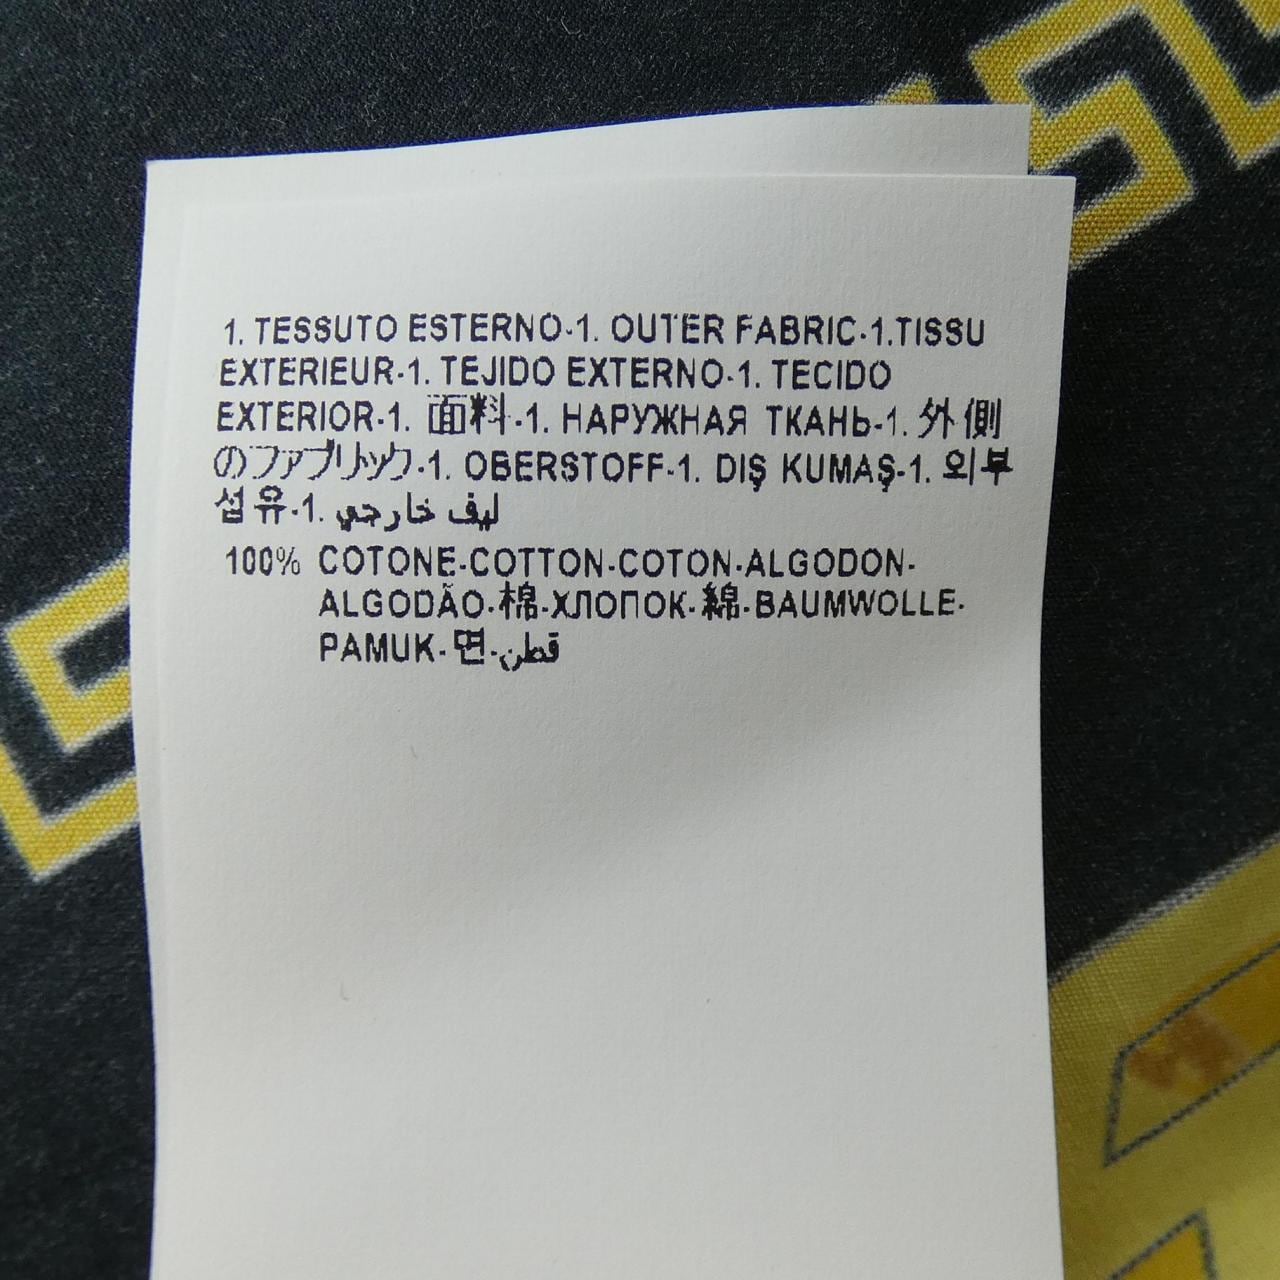 1. TESSUTO ESTERNO-1. OUTER FABRIC-1.TISSU
EXTERIEUR-1. TEJIDO EXTERNO-1. TECIDO
EXTERIOR-1. 面料-1. НАРУЖНАЯ ТКАНЬ-1. 外側
のファブリック-1. OBERSTOFF-1. DIŞ KUMAŞ-1. 외부
섬유-1. ليف خارجي
100% COTONE-COTTON-COTON-ALGODON-
ALGODÃO-棉-ХЛОПОК-綿-BAUMWOLLE-
PAMUK-면-قطن